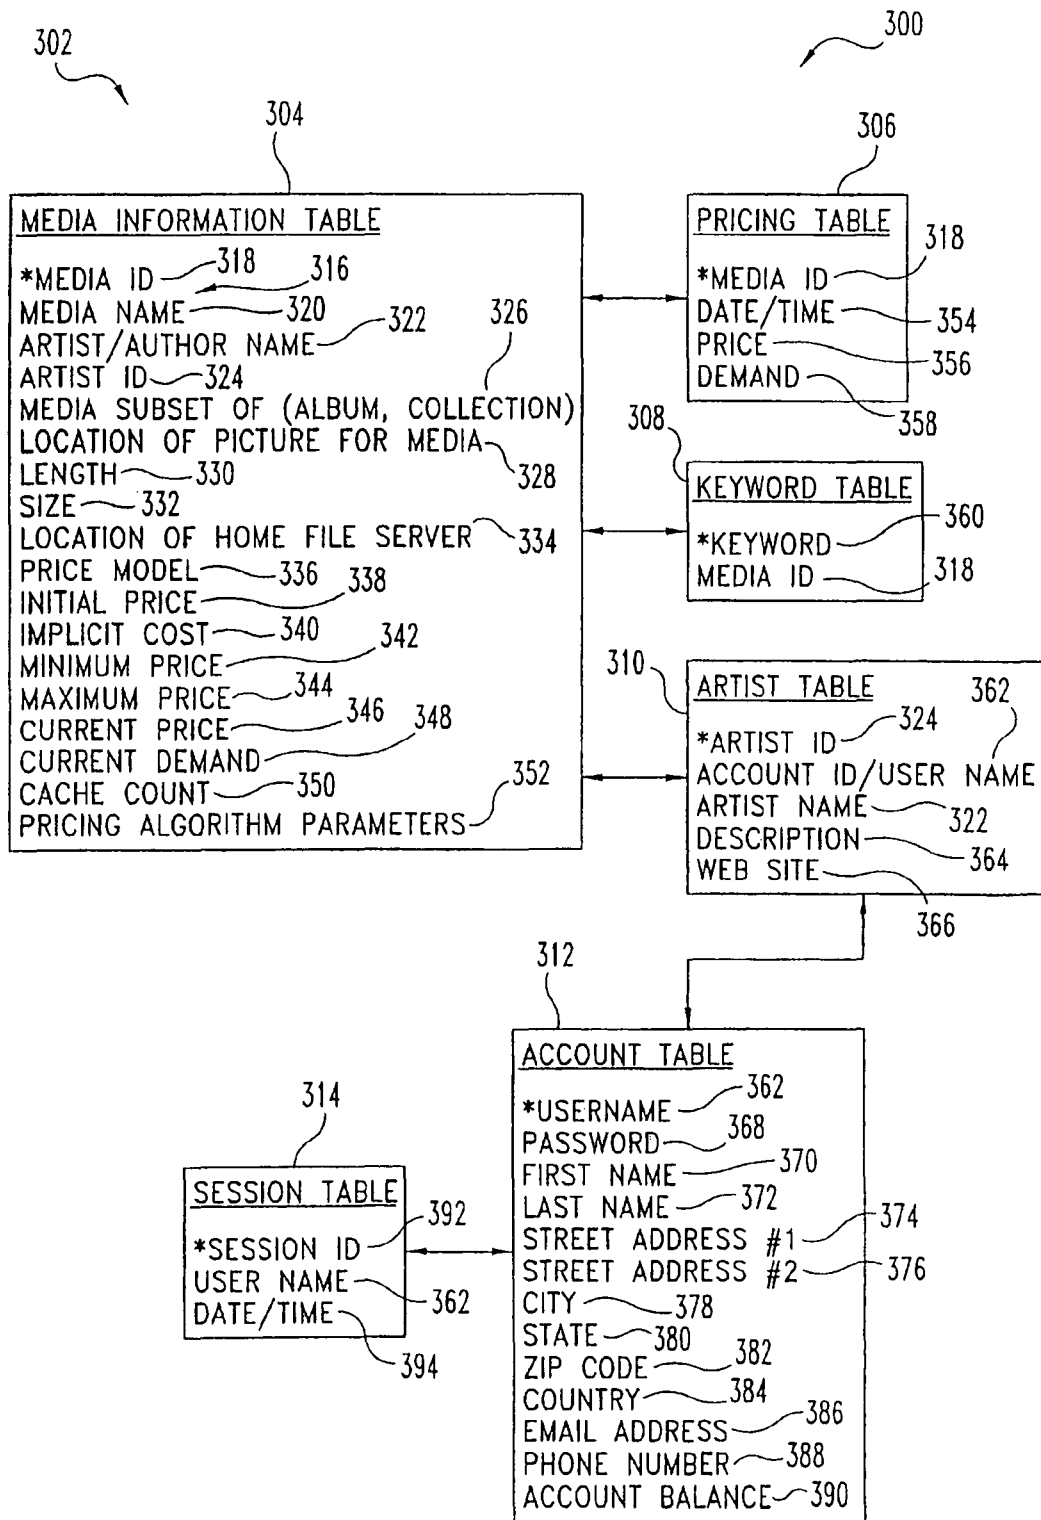 302
300
304
MEDIA INFORMATION TABLE
*MEDIA ID 318
316
MEDIA NAME 320
ARTIST/AUTHOR NAME 322
326
ARTIST ID 324
MEDIA SUBSET OF (ALBUM, COLLECTION)
LOCATION OF PICTURE FOR MEDIA 328
LENGTH 330
SIZE 332
LOCATION OF HOME FILE SERVER 334
PRICE MODEL 336
INITIAL PRICE 338
IMPLICIT COST 340
MINIMUM PRICE 342
MAXIMUM PRICE 344
CURRENT PRICE 346
CURRENT DEMAND 348
CACHE COUNT 350
PRICING ALGORITHM PARAMETERS 352
306
PRICING TABLE
*MEDIA ID 318
DATE/TIME 354
PRICE 356
DEMAND 358
308
KEYWORD TABLE
*KEYWORD 360
MEDIA ID 318
310
ARTIST TABLE
*ARTIST ID 324
ACCOUNT ID/USER NAME 362
ARTIST NAME 322
DESCRIPTION 364
WEB SITE 366
312
ACCOUNT TABLE
*USERNAME 362
PASSWORD 368
FIRST NAME 370
LAST NAME 372
STREET ADDRESS #1 374
STREET ADDRESS #2 376
CITY 378
STATE 380
ZIP CODE 382
COUNTRY 384
EMAIL ADDRESS 386
PHONE NUMBER 388
ACCOUNT BALANCE 390
314
SESSION TABLE
*SESSION ID 392
USER NAME 362
DATE/TIME 394